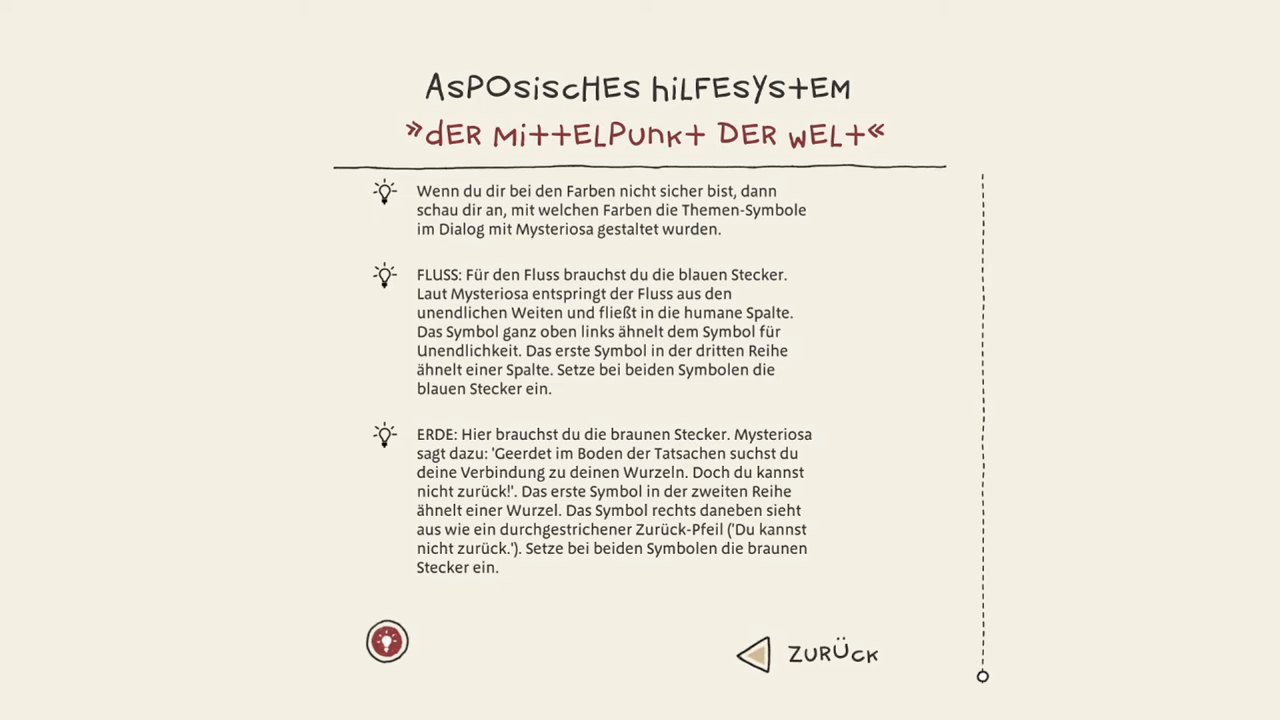 ASPOSISCHES HILFESYSTEM
»DER MITTELPUNKT DER WELT«
Wenn du dir bei den Farben nicht sicher bist, dann
schau dir an, mit welchen Farben die Themen-Symbole
im Dialog mit Mysteriosa gestaltet wurden.
FLUSS: Für den Fluss brauchst du die blauen Stecker.
Laut Mysteriosa entspringt der Fluss aus den
unendlichen Weiten und fließt in die humane Spalte.
Das Symbol ganz oben links ähnelt dem Symbol für
Unendlichkeit. Das erste Symbol in der dritten Reihe
ähnelt einer Spalte. Setze bei beiden Symbolen die
blauen Stecker ein.
ERDE: Hier brauchst du die braunen Stecker. Mysteriosa
sagt dazu: 'Geerdet im Boden der Tatsachen suchst du
deine Verbindung zu deinen Wurzeln. Doch du kannst
nicht zurück!'. Das erste Symbol in der zweiten Reihe
ähnelt einer Wurzel. Das Symbol rechts daneben sieht
aus wie ein durchgestrichener Zurück-Pfeil ('Du kannst
nicht zurück.'). Setze bei beiden Symbolen die braunen
Stecker ein.
ZURÜCK